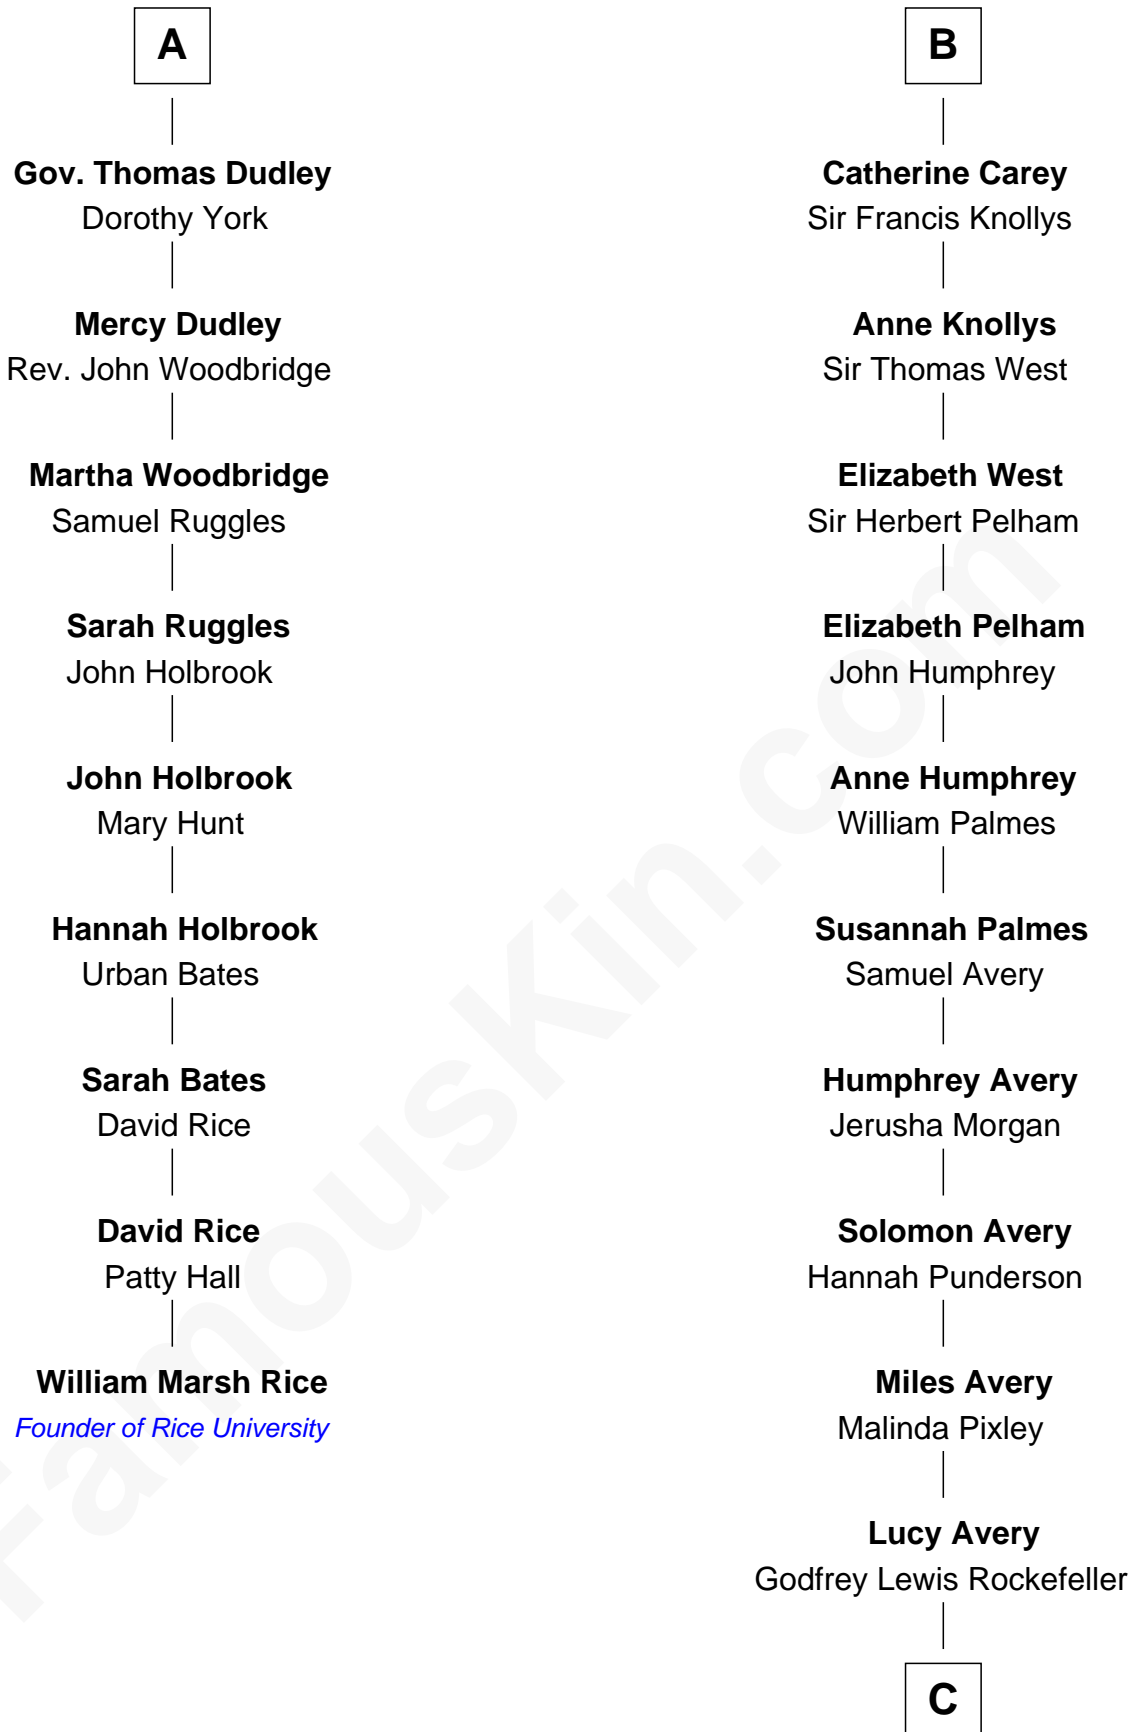 A
Gov. Thomas Dudley
Dorothy York
Mercy Dudley
Rev. John Woodbridge
Martha Woodbridge
Samuel Ruggles
Sarah Ruggles
John Holbrook
John Holbrook
Mary Hunt
Hannah Holbrook
Urban Bates
Sarah Bates
David Rice
David Rice
Patty Hall
William Marsh Rice
Founder of Rice University
B
Catherine Carey
Sir Francis Knollys
Anne Knollys
Sir Thomas West
Elizabeth West
Sir Herbert Pelham
Elizabeth Pelham
John Humphrey
Anne Humphrey
William Palmes
Susannah Palmes
Samuel Avery
Humphrey Avery
Jerusha Morgan
Solomon Avery
Hannah Punderson
Miles Avery
Malinda Pixley
Lucy Avery
Godfrey Lewis Rockefeller
C
FamousKin.com